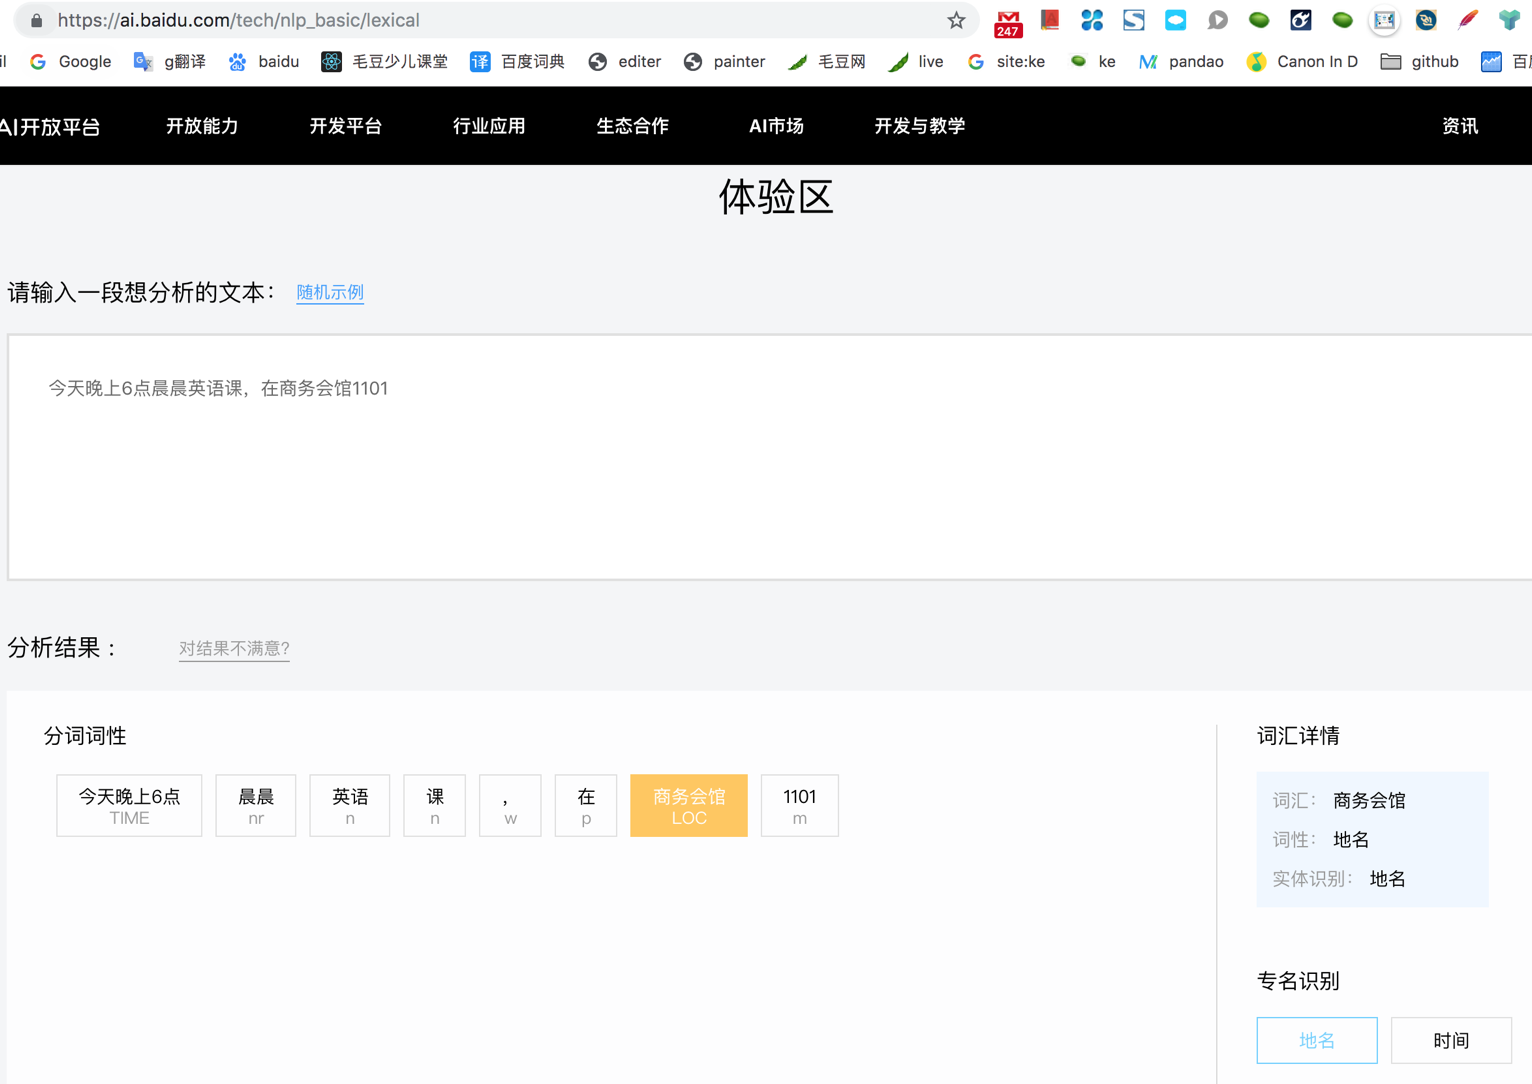 https://ai.baidu.com/tech/nlp_basic/lexical
247
il Google g翻译 baidu 毛豆少儿课堂 译 百度词典 editer painter 毛豆网 live site:ke ke pandao Canon In D github 百度
AI开放平台 开放能力 开发平台 行业应用 生态合作 AI市场 开发与教学 资讯
体验区
请输入一段想分析的文本： 随机示例
今天晚上6点晨晨英语课，在商务会馆1101
分析结果： 对结果不满意?
分词词性
今天晚上6点 晨晨 英语 课 ， 在 商务会馆 1101
TIME nr n n w p LOC m
词汇详情
词汇： 商务会馆
词性： 地名
实体识别： 地名
专名识别
地名 时间